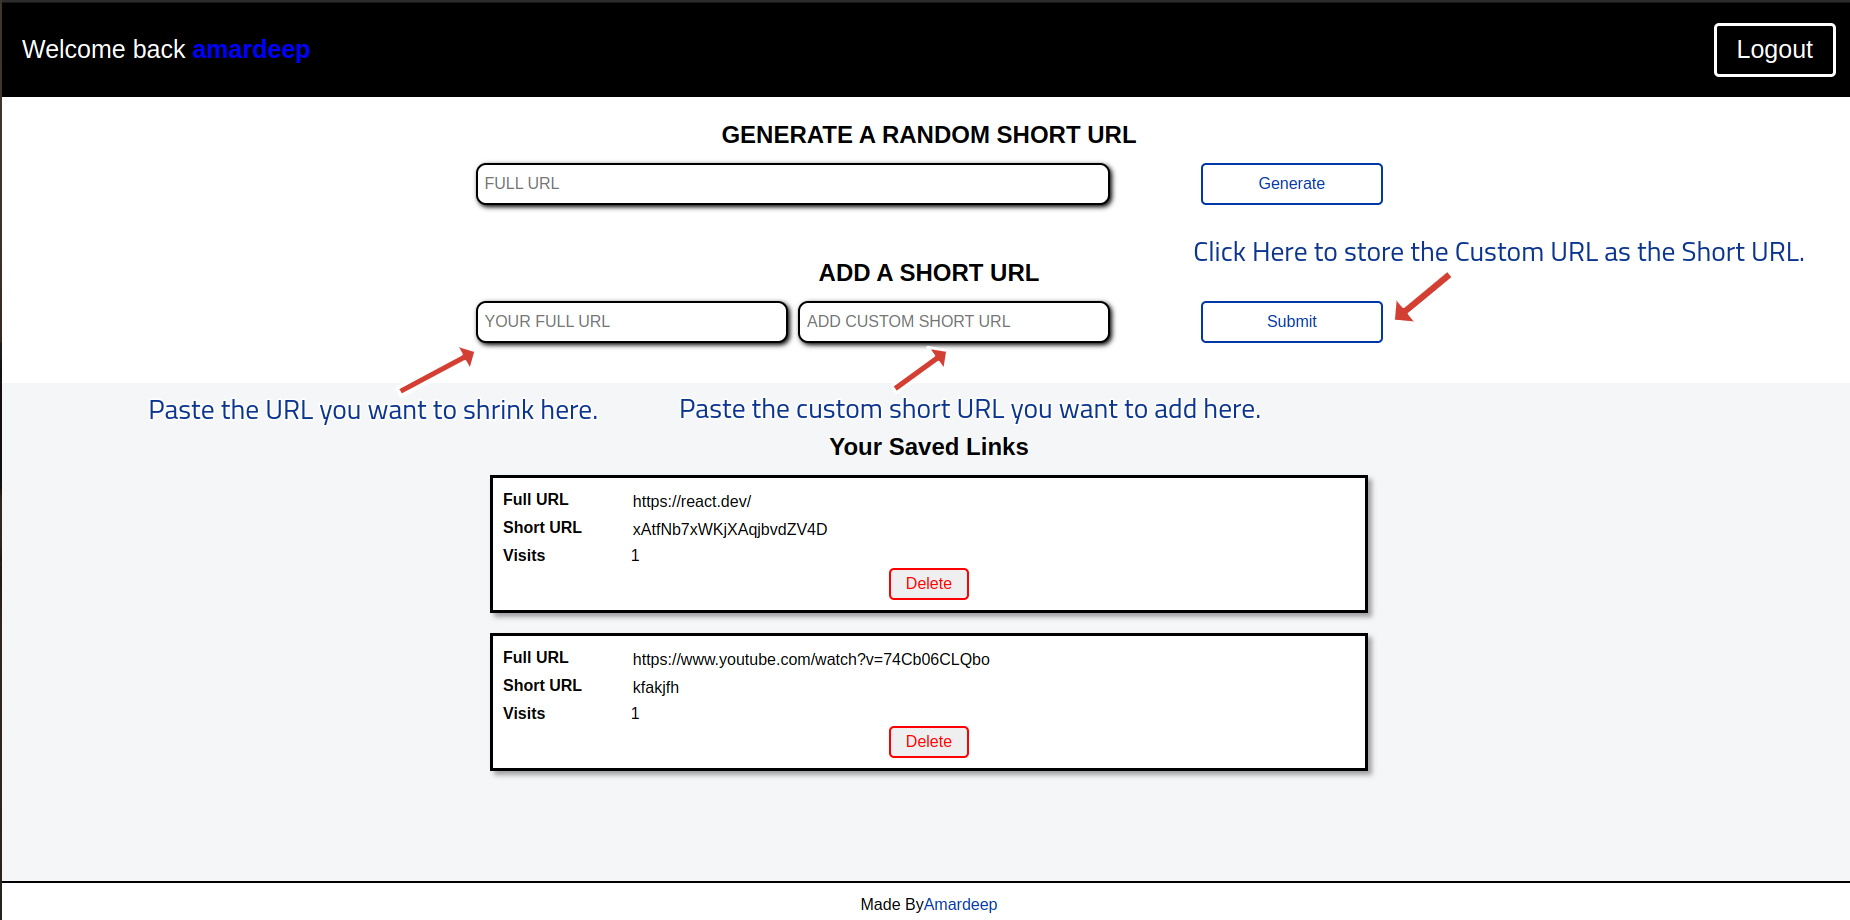 Welcome back amardeep
Logout
GENERATE A RANDOM SHORT URL
FULL URL
Generate
Click Here to store the Custom URL as the Short URL.
ADD A SHORT URL
YOUR FULL URL
ADD CUSTOM SHORT URL
Submit
Paste the URL you want to shrink here.
Paste the custom short URL you want to add here.
Your Saved Links
Full URL https://react.dev/
Short URL xAtfNb7xWKjXAqjbvdZV4D
Visits 1
Delete
Full URL https://www.youtube.com/watch?v=74Cb06CLQbo
Short URL kfakjfh
Visits 1
Delete
Made ByAmardeep